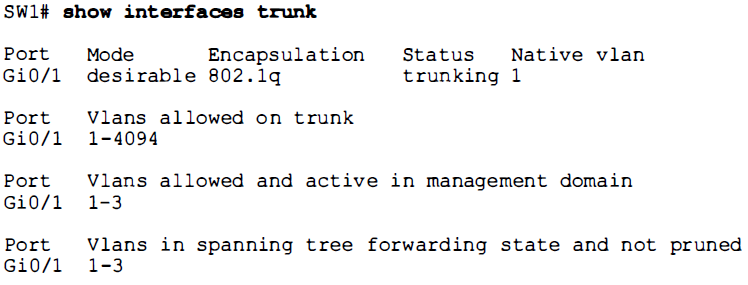 SW1# show interfaces trunk
Port Mode Encapsulation Status Native vlan
Gi0/1 desirable 802.1q trunking 1
Port Vlans allowed on trunk
Gi0/1 1-4094
Port Vlans allowed and active in management domain
Gi0/1 1-3
Port Vlans in spanning tree forwarding state and not pruned
Gi0/1 1-3